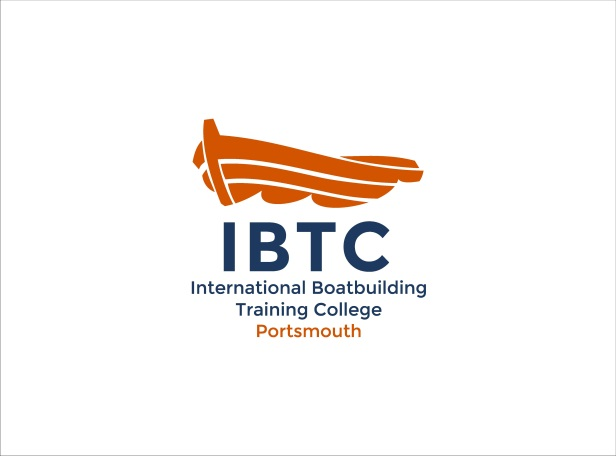 IBTC
International Boatbuilding
Training College
Portsmouth